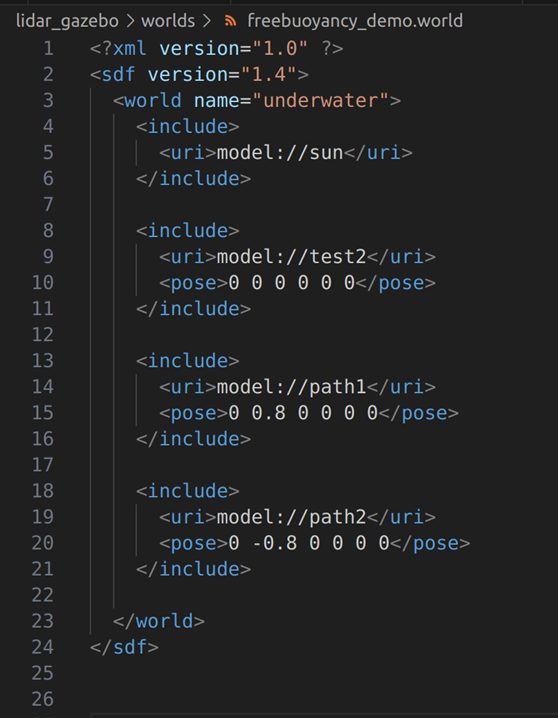 lidar_gazebo > worlds > freebuoyancy_demo.world
1 <?xml version="1.0" ?>
2 <sdf version="1.4">
3   <world name="underwater">
4     <include>
5       <uri>model://sun</uri>
6     </include>
7
8     <include>
9       <uri>model://test2</uri>
10       <pose>0 0 0 0 0 0</pose>
11     </include>
12
13     <include>
14       <uri>model://path1</uri>
15       <pose>0 0.8 0 0 0 0</pose>
16     </include>
17
18     <include>
19       <uri>model://path2</uri>
20       <pose>0 -0.8 0 0 0 0</pose>
21     </include>
22
23   </world>
24 </sdf>
25
26